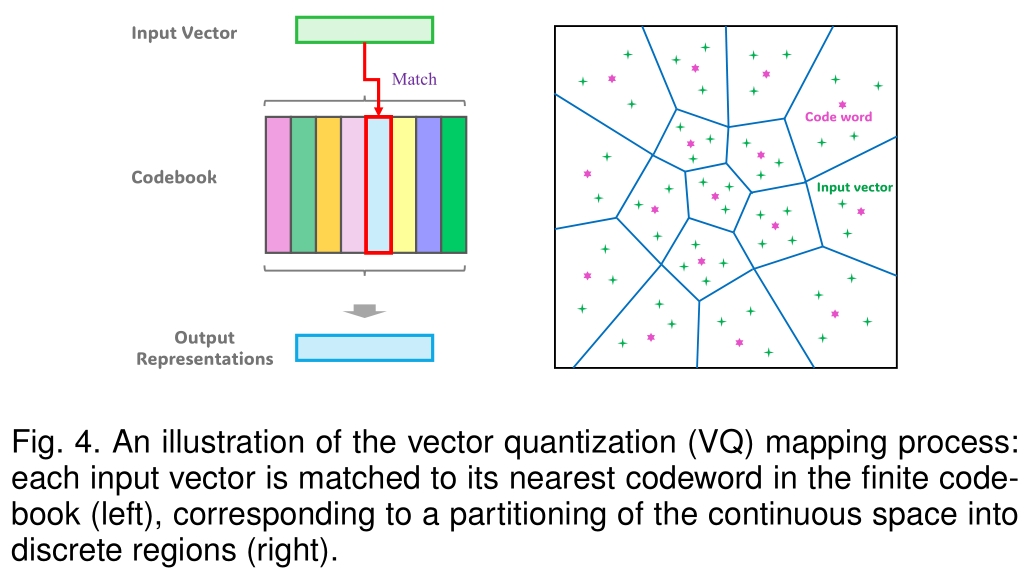 Input Vector
Match
Codebook
Output
Representations
Code word
Input vector
Fig. 4. An illustration of the vector quantization (VQ) mapping process:
each input vector is matched to its nearest codeword in the finite code-
book (left), corresponding to a partitioning of the continuous space into
discrete regions (right).